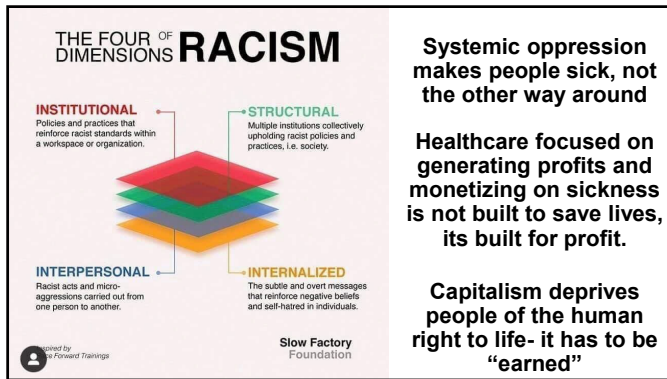 THE FOUR OF
DIMENSIONS RACISM
INSTITUTIONAL
Policies and practices that
reinforce racist standards within
a workspace or organization.
STRUCTURAL
Multiple institutions collectively
upholding racist policies and
practices, i.e. society.
INTERPERSONAL
Racist acts and micro-
aggressions carried out from
one person to another.
INTERNALIZED
The subtle and overt messages
that reinforce negative beliefs
and self-hatred in individuals.
by
Forward Trainings
Slow Factory
Foundation
Systemic oppression
makes people sick, not
the other way around
Healthcare focused on
generating profits and
monetizing on sickness
is not built to save lives,
its built for profit.
Capitalism deprives
people of the human
right to life- it has to be
“earned”